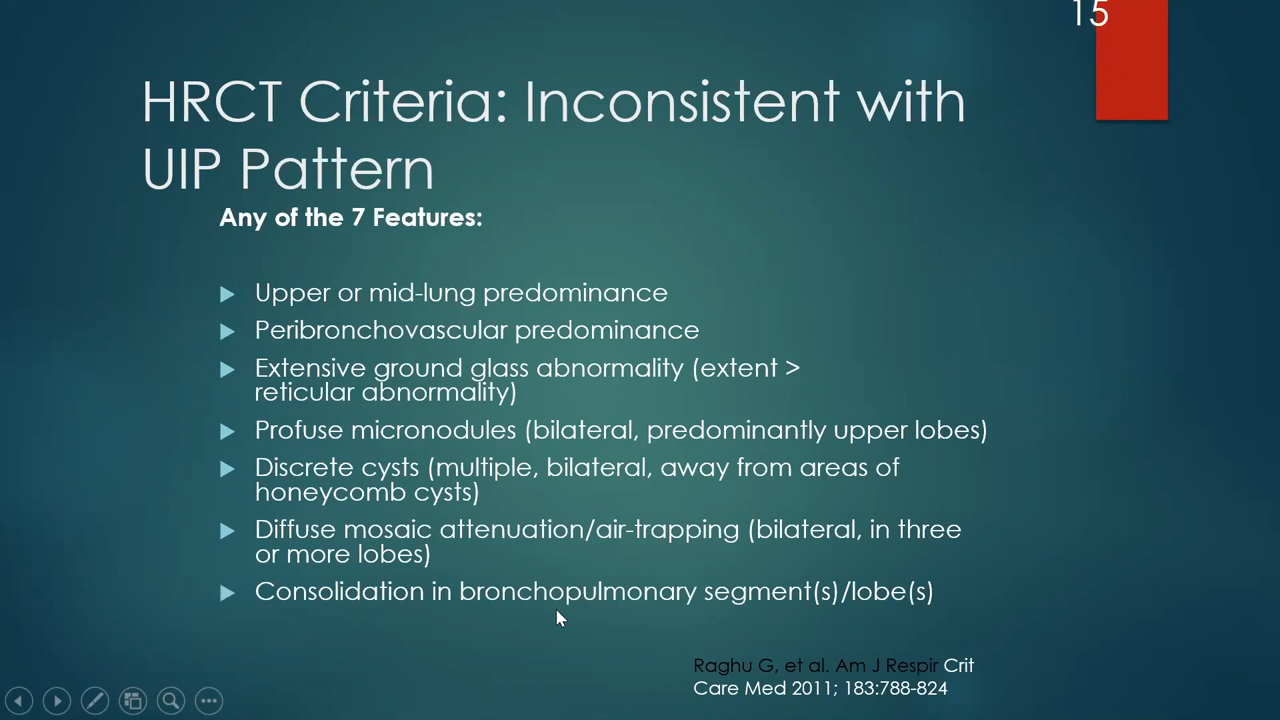 15
HRCT Criteria: Inconsistent with
UIP Pattern
Any of the 7 Features:
Upper or mid-lung predominance
Peribronchovascular predominance
Extensive ground glass abnormality (extent >
reticular abnormality)
Profuse micronodules (bilateral, predominantly upper lobes)
Discrete cysts (multiple, bilateral, away from areas of
honeycomb cysts)
Diffuse mosaic attenuation/air-trapping (bilateral, in three
or more lobes)
Consolidation in bronchopulmonary segment(s)/lobe(s)
Raghu G, et al. Am J Respir Crit
Care Med 2011; 183:788-824